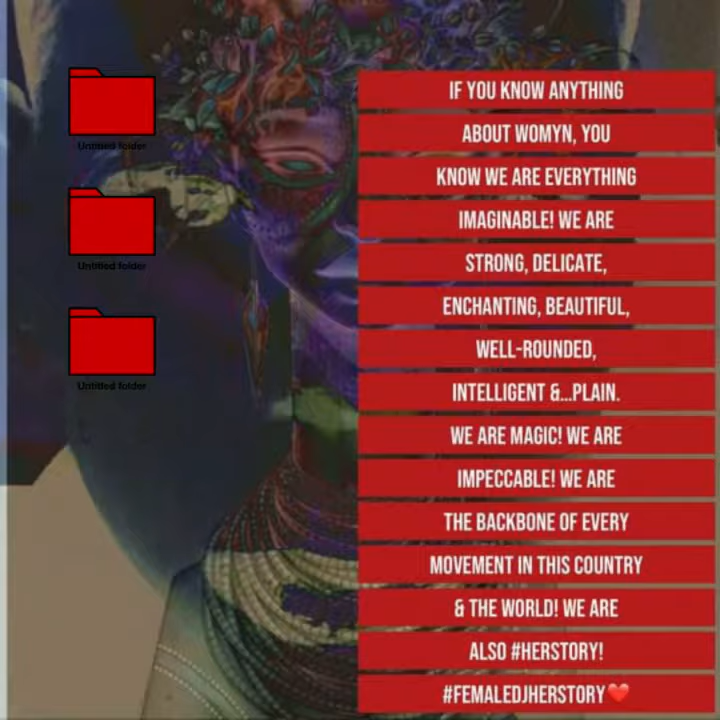 Untitled folder
Untitled folder
Untitled folder
IF YOU KNOW ANYTHING
ABOUT WOMYN, YOU
KNOW WE ARE EVERYTHING
IMAGINABLE! WE ARE
STRONG, DELICATE,
ENCHANTING, BEAUTIFUL,
WELL-ROUNDED,
INTELLIGENT &...PLAIN.
WE ARE MAGIC! WE ARE
IMPECCABLE! WE ARE
THE BACKBONE OF EVERY
MOVEMENT IN THIS COUNTRY
& THE WORLD! WE ARE
ALSO #HERSTORY!
#FEMALEDJHERSTORY❤️